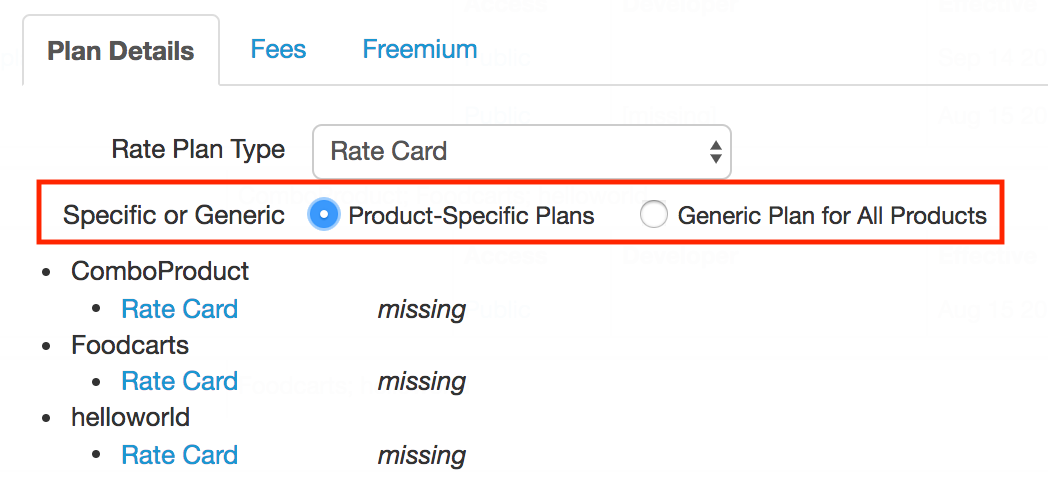 Plan Details Fees Freemium
Rate Plan Type Rate Card
Specific or Generic Product-Specific Plans Generic Plan for All Products
• ComboProduct
• Rate Card missing
• Foodcarts
• Rate Card missing
• helloworld
• Rate Card missing